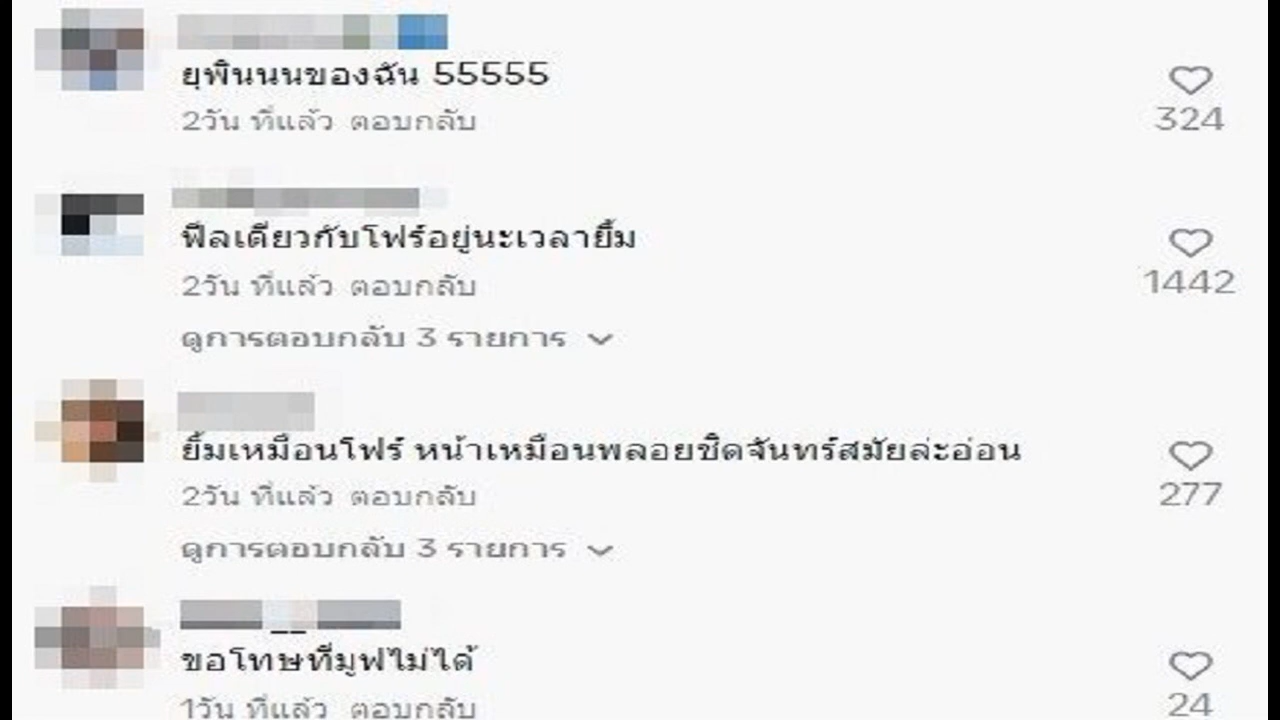 ยุพินนนของฉัน 55555
324
2วัน ที่แล้ว ตอบกลับ
ฟีลเดียวกับโฟร์อยู่นะเวลายิ้ม
1442
2วัน ที่แล้ว ตอบกลับ
ดูการตอบกลับ 3 รายการ
ยิ้มเหมือนโฟร์ หน้าเหมือนพลอยชิดจันทร์สมัยล่ะอ่อน
277
2วัน ที่แล้ว ตอบกลับ
ดูการตอบกลับ 3 รายการ
ขอโทษที่มูฟไม่ได้
24
1วัน ที่แล้ว ตอบกลับ